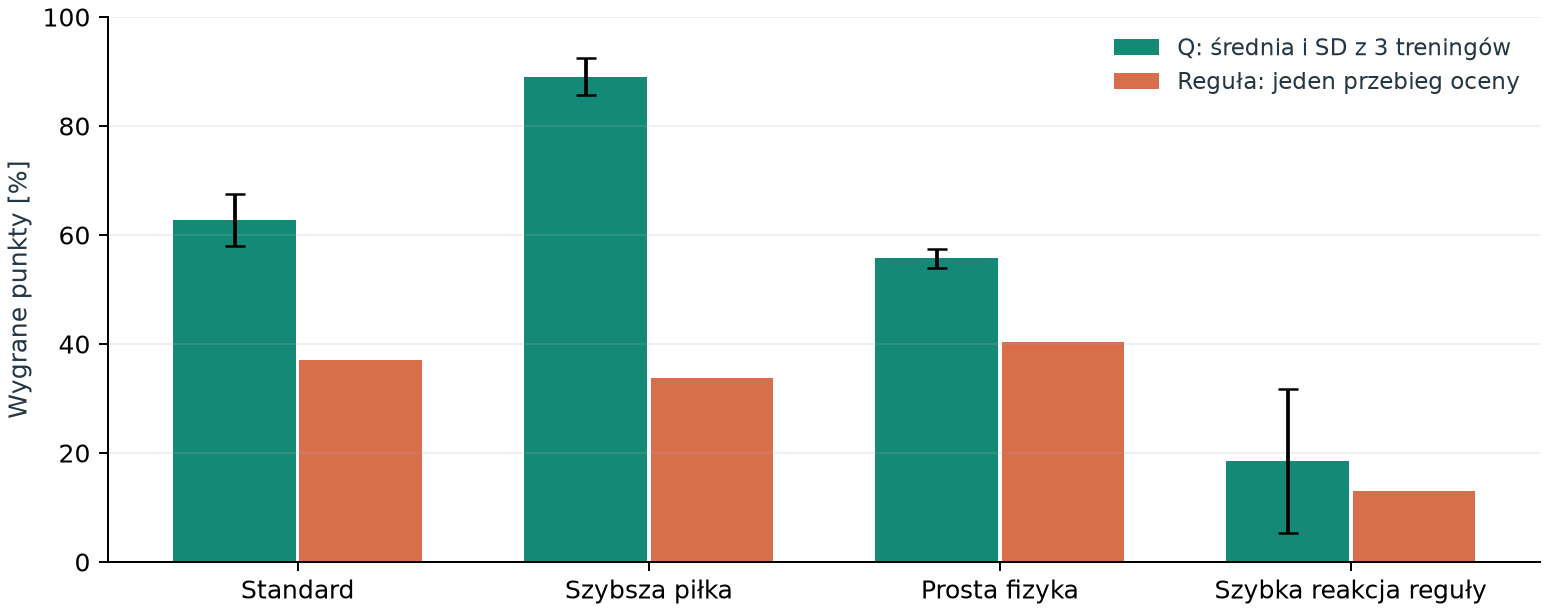 Wygrane punkty [%]
100
80
60
40
20
0
Q: średnia i SD z 3 treningów
Reguła: jeden przebieg oceny
Standard
Szybsza piłka
Prosta fizyka
Szybka reakcja reguły